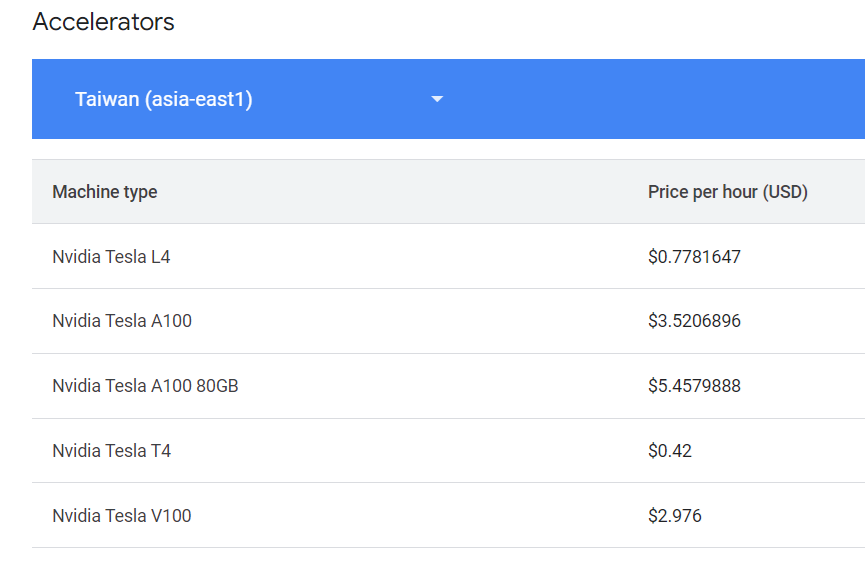 Accelerators
Taiwan (asia-east1)
Machine type Price per hour (USD)
Nvidia Tesla L4 $0.7781647
Nvidia Tesla A100 $3.5206896
Nvidia Tesla A100 80GB $5.4579888
Nvidia Tesla T4 $0.42
Nvidia Tesla V100 $2.976